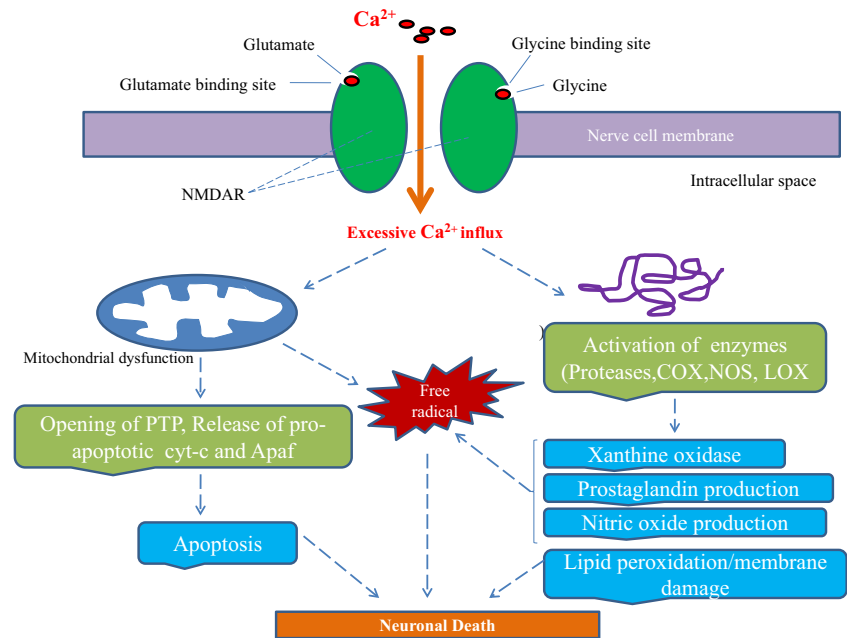 Ca²⁺
Glutamate
Glycine binding site
Glutamate binding site
Glycine
Nerve cell membrane
NMDAR
Intracellular space
Excessive Ca²⁺ influx
Mitochondrial dysfunction
)
Activation of enzymes
(Proteases,COX,NOS, LOX
Free
radical
Opening of PTP, Release of pro-
apoptotic cyt-c and Apaf
Xanthine oxidase
Prostaglandin production
Nitric oxide production
Apoptosis
Lipid peroxidation/membrane
damage
Neuronal Death